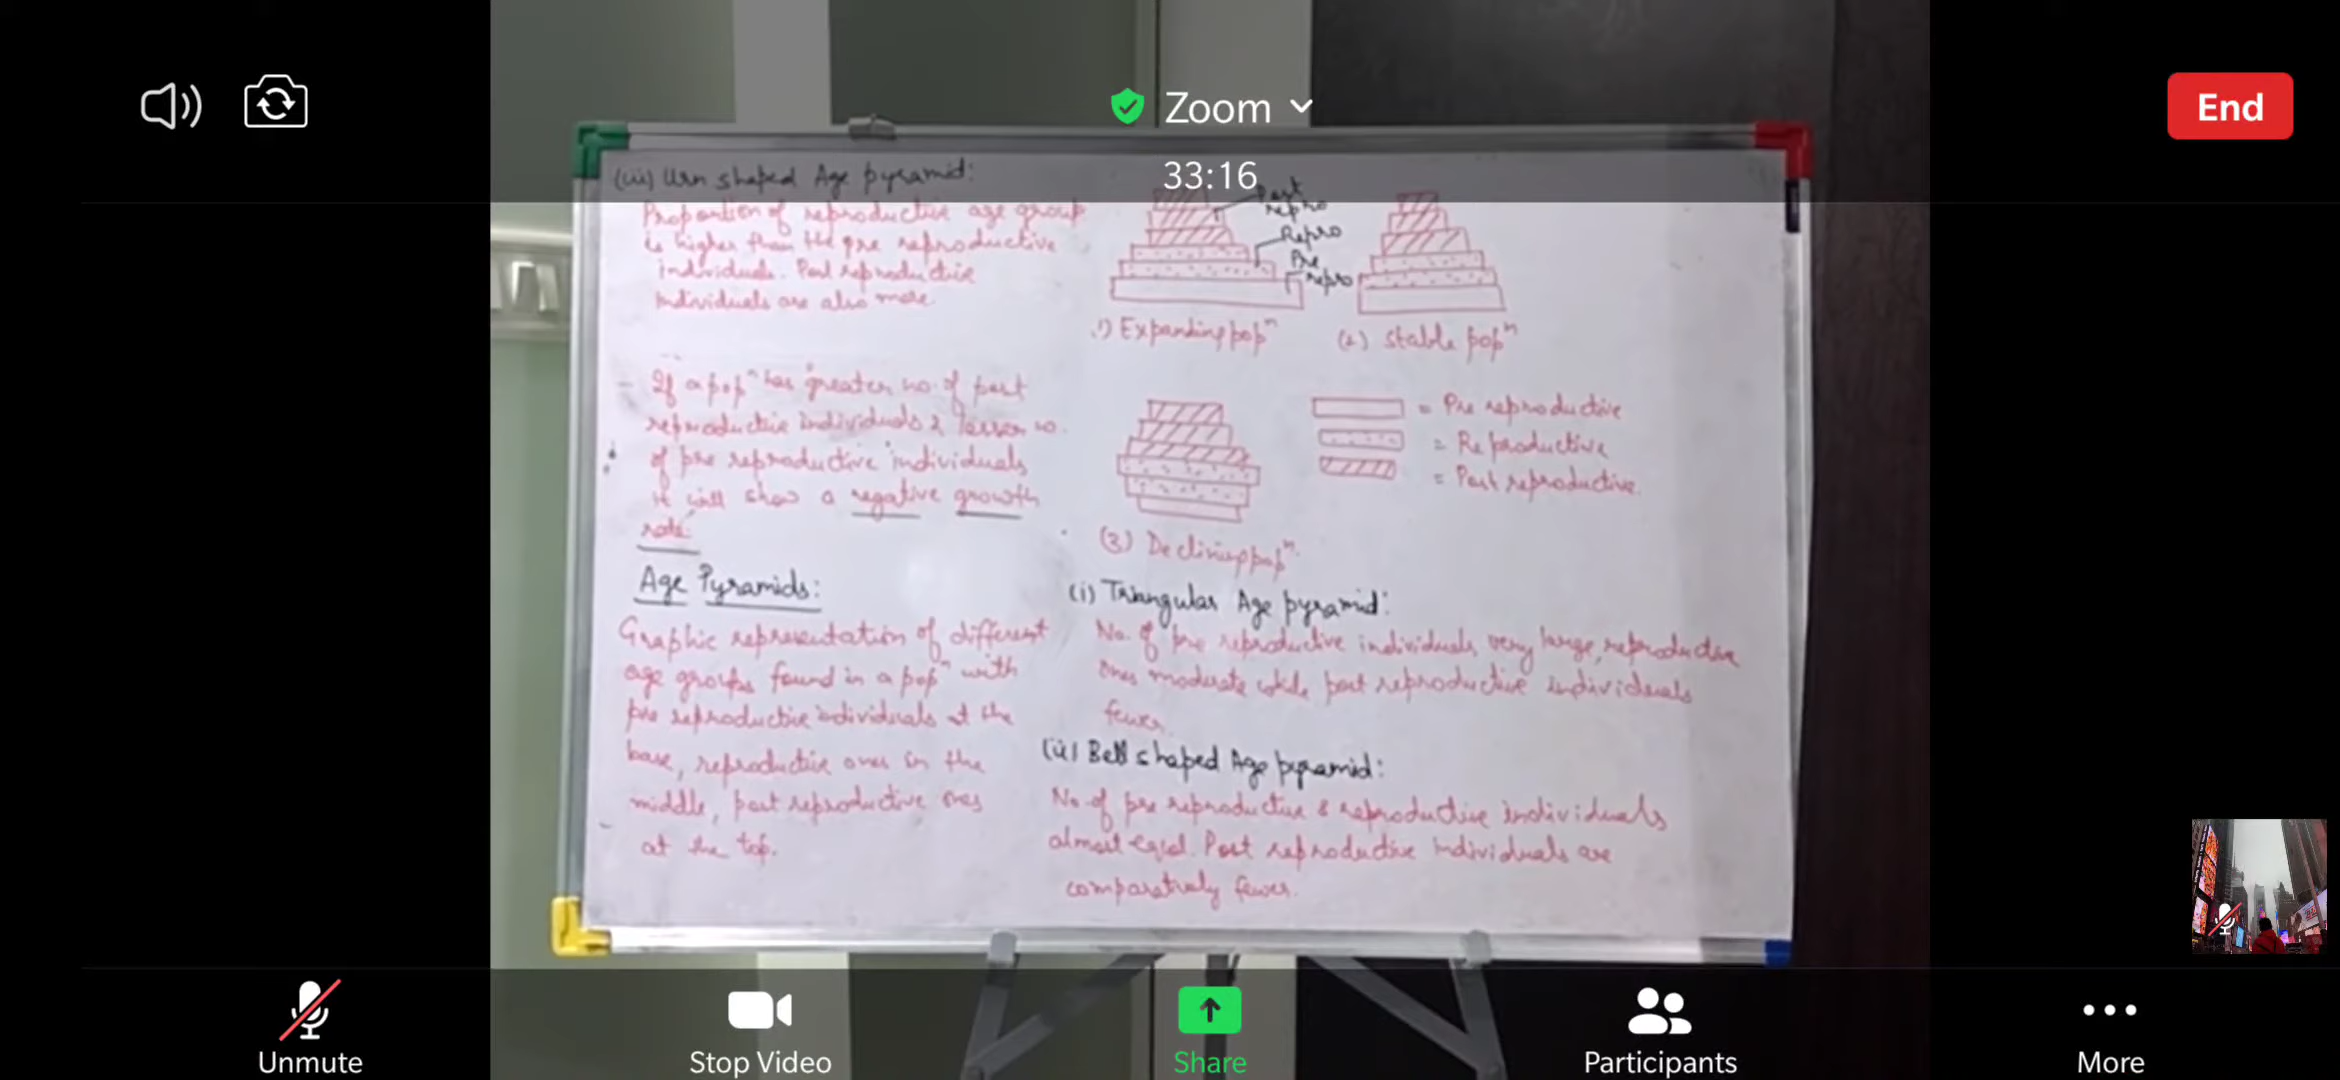 Zoom
33:16
End
(iii) Urn shaped Age pyramid:
Proportion of reproductive age group
is higher than the pre reproductive
individuals. Post reproductive
individuals are also more.
- If a popⁿ has greater no. of post
reproductive individuals & lesser no.
of pre reproductive individuals
it will show a negative growth
rate
Age Pyramids:
Graphic representation of different
age groups found in a popⁿ with
pre reproductive individuals at the
base, reproductive ones in the
middle, post reproductive ones
at the top.
Post
repro
Repro
Pre
repro
1) Expanding popⁿ
(2) Stable popⁿ
= Pre reproductive
= Reproductive
= Post reproductive.
(3) Declining popⁿ.
(i) Triangular Age pyramid:
No. of pre reproductive individuals very large, reproductive
ones moderate while post reproductive individuals
fewer.
(ii) Bell shaped Age pyramid:
No. of pre reproductive & reproductive individuals
almost equal. Post reproductive individuals are
comparatively fewer.
Unmute
Stop Video
Share
Participants
More